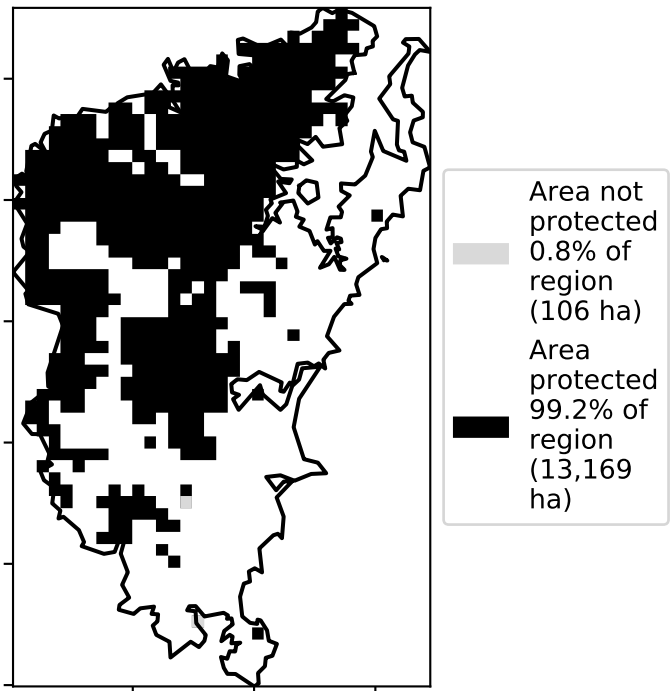 Area not
protected
0.8% of
region
(106 ha)
Area
protected
99.2% of
region
(13,169
ha)